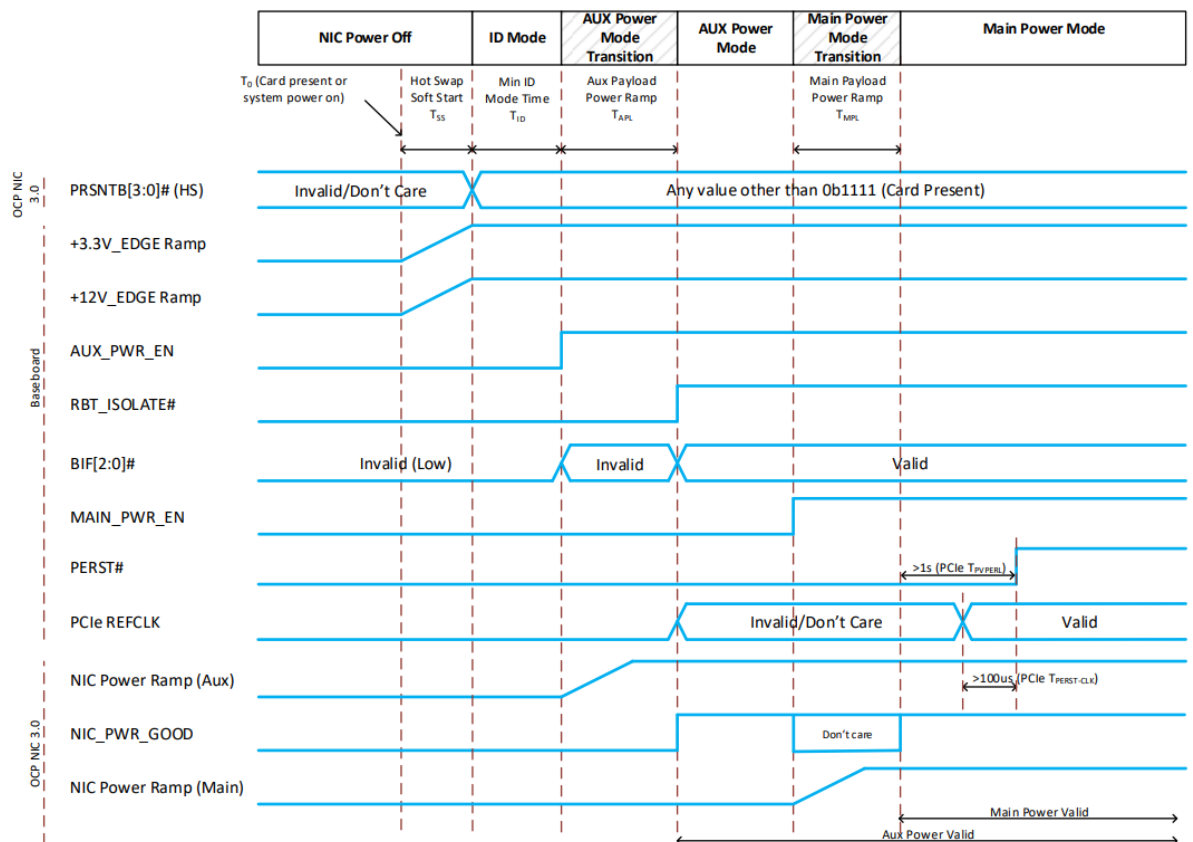 NIC Power Off
ID Mode
AUX Power
Mode
Transition
AUX Power
Mode
Main Power
Mode
Transition
Main Power Mode
T0 (Card present or
system power on)
Hot Swap
Soft Start
TSS
Min ID
Mode Time
TID
Aux Payload
Power Ramp
TAPL
Main Payload
Power Ramp
TMPL
OCP NIC
3.0
PRSNTB[3:0]# (HS)
Invalid/Don't Care
Any value other than 0b1111 (Card Present)
Baseboard
+3.3V_EDGE Ramp
+12V_EDGE Ramp
AUX_PWR_EN
RBT_ISOLATE#
BIF[2:0]#
Invalid (Low)
Invalid
Valid
MAIN_PWR_EN
PERST#
>1s (PCIe TPVPERL)
PCIe REFCLK
Invalid/Don't Care
Valid
OCP NIC 3.0
NIC Power Ramp (Aux)
>100us (PCIe TPERST-CLK)
NIC_PWR_GOOD
Don't care
NIC Power Ramp (Main)
Main Power Valid
Aux Power Valid